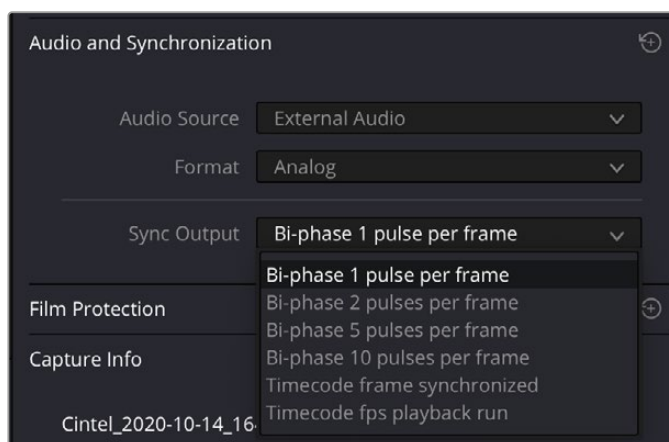 Audio and Synchronization
Audio Source External Audio
Format Analog
Sync Output Bi-phase 1 pulse per frame
Bi-phase 1 pulse per frame
Bi-phase 2 pulses per frame
Film Protection
Bi-phase 5 pulses per frame
Bi-phase 10 pulses per frame
Capture Info
Timecode frame synchronized
Timecode fps playback run
Cintel_2020-10-14_16